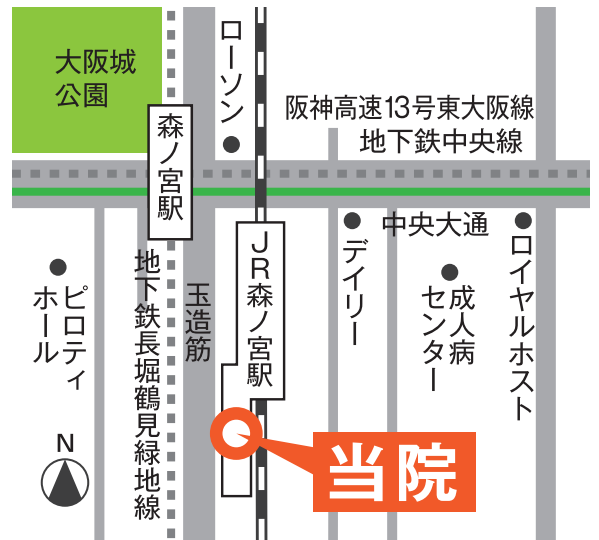 大阪城
公園
ローソン
阪神高速13号東大阪線
地下鉄中央線
森ノ宮駅
中央大通
JR森ノ宮駅
デイリー
ロイヤルホスト
成人病
センター
ピロティ
ホール
地下鉄長堀鶴見緑地線
玉造筋
N
当院